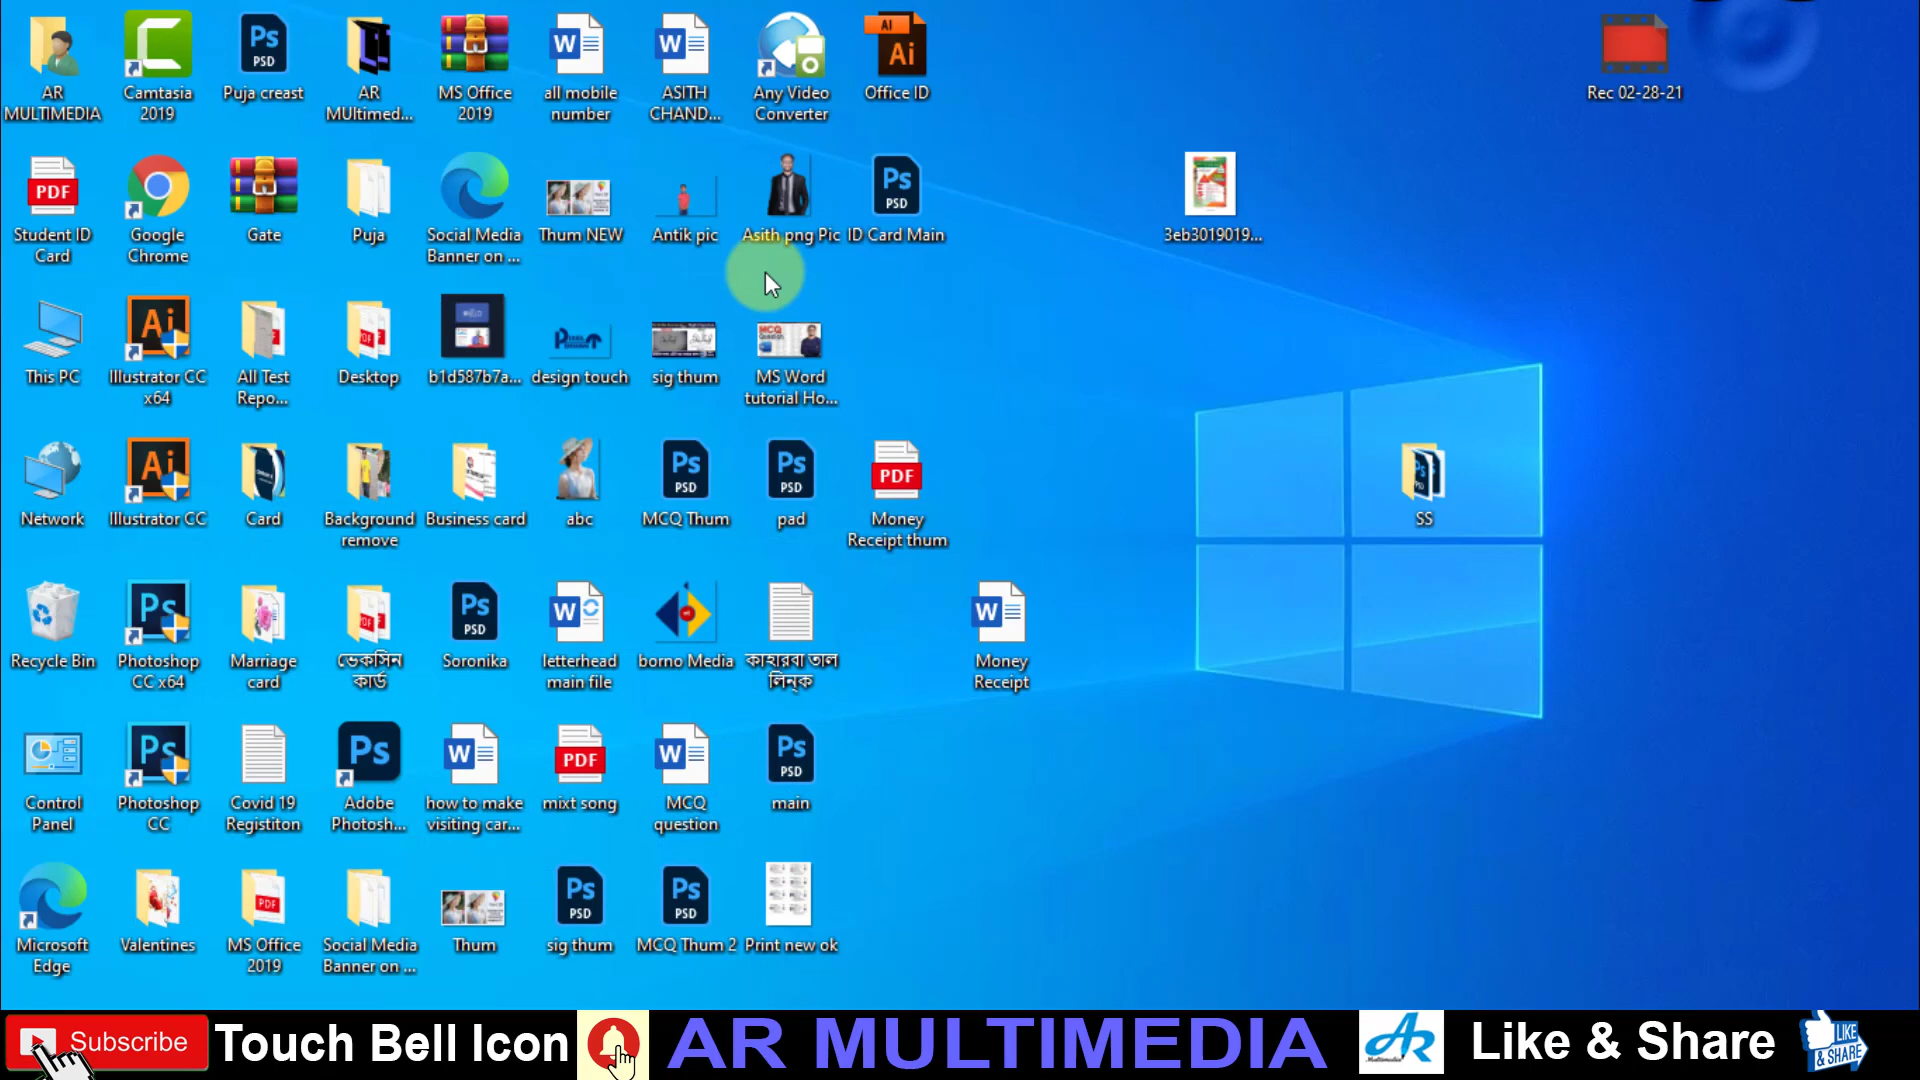 AR
MULTIMEDIA
Camtasia
2019
Puja creast
AR
MUltimed...
MS Office
2019
all mobile
number
ASITH
CHAND...
Any Video
Converter
Office ID
Rec 02-28-21
Student ID
Card
Google
Chrome
Gate
Puja
Social Media
Banner on ...
Thum NEW
Antik pic
Asith png Pic
ID Card Main
3eb3019019...
This PC
Illustrator CC
x64
All Test
Repo...
Desktop
b1d587b7a...
design touch
sig thum
MS Word
tutorial Ho...
Network
Illustrator CC
Card
Background
remove
Business card
abc
MCQ Thum
pad
Money
Receipt thum
SS
Recycle Bin
Photoshop
CC x64
Marriage
card
ভেকসিন
কার্ড
Soronika
letterhead
main file
borno Media
কাহারবা তাল
লিন্ক
Money
Receipt
Control
Panel
Photoshop
CC
Covid 19
Registiton
Adobe
Photosh...
how to make
visiting car...
mixt song
MCQ
question
main
Microsoft
Edge
Valentines
MS Office
2019
Social Media
Banner on ...
Thum
sig thum
MCQ Thum 2
Print new ok
Subscribe
Touch Bell Icon
AR MULTIMEDIA
AR
Multimedia
Like & Share
LIKE
& SHARE